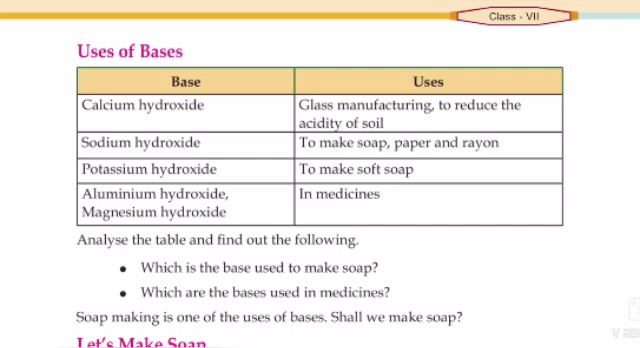 Class - VII
Uses of Bases
Base Uses
Calcium hydroxide Glass manufacturing, to reduce the
acidity of soil
Sodium hydroxide To make soap, paper and rayon
Potassium hydroxide To make soft soap
Aluminium hydroxide, In medicines
Magnesium hydroxide
Analyse the table and find out the following.
• Which is the base used to make soap?
• Which are the bases used in medicines?
Soap making is one of the uses of bases. Shall we make soap?
Let's Make Soap